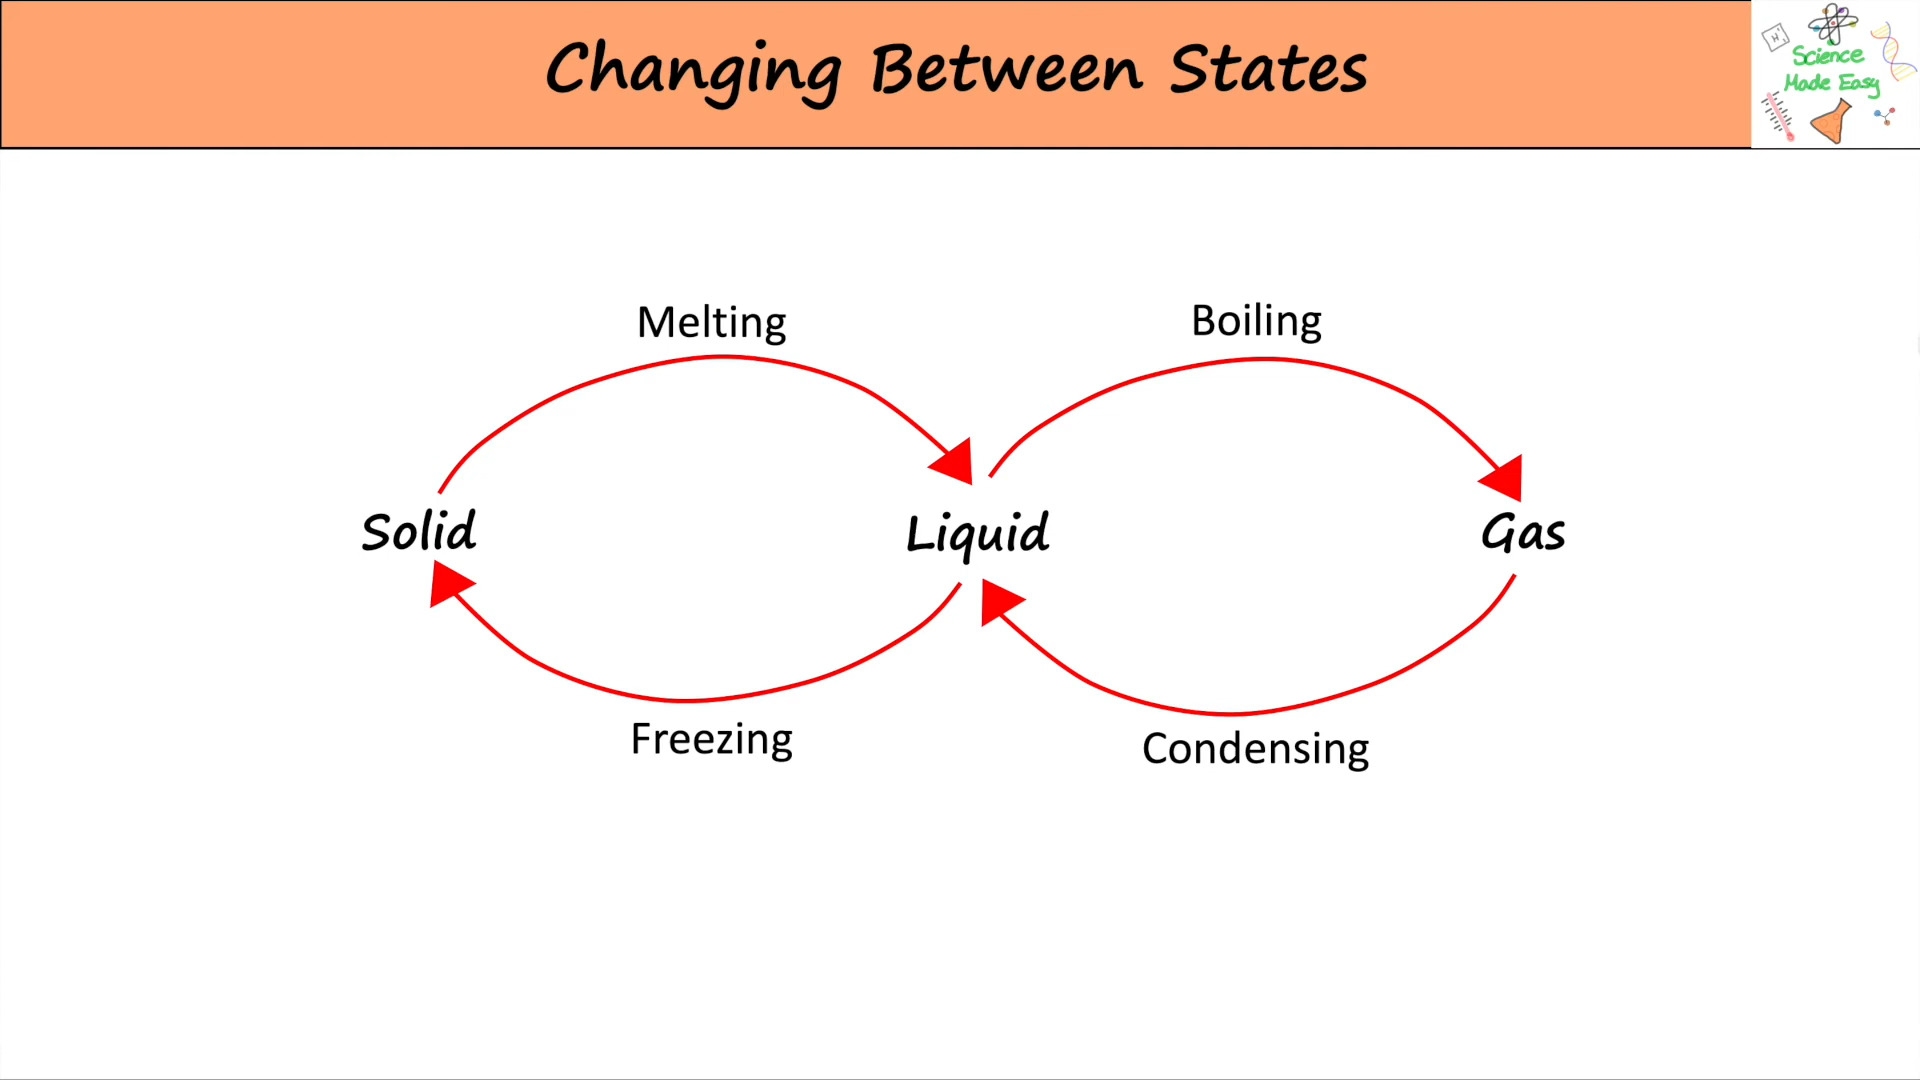 Changing Between States
Science
Made Easy
Melting
Boiling
Solid
Liquid
Gas
Freezing
Condensing